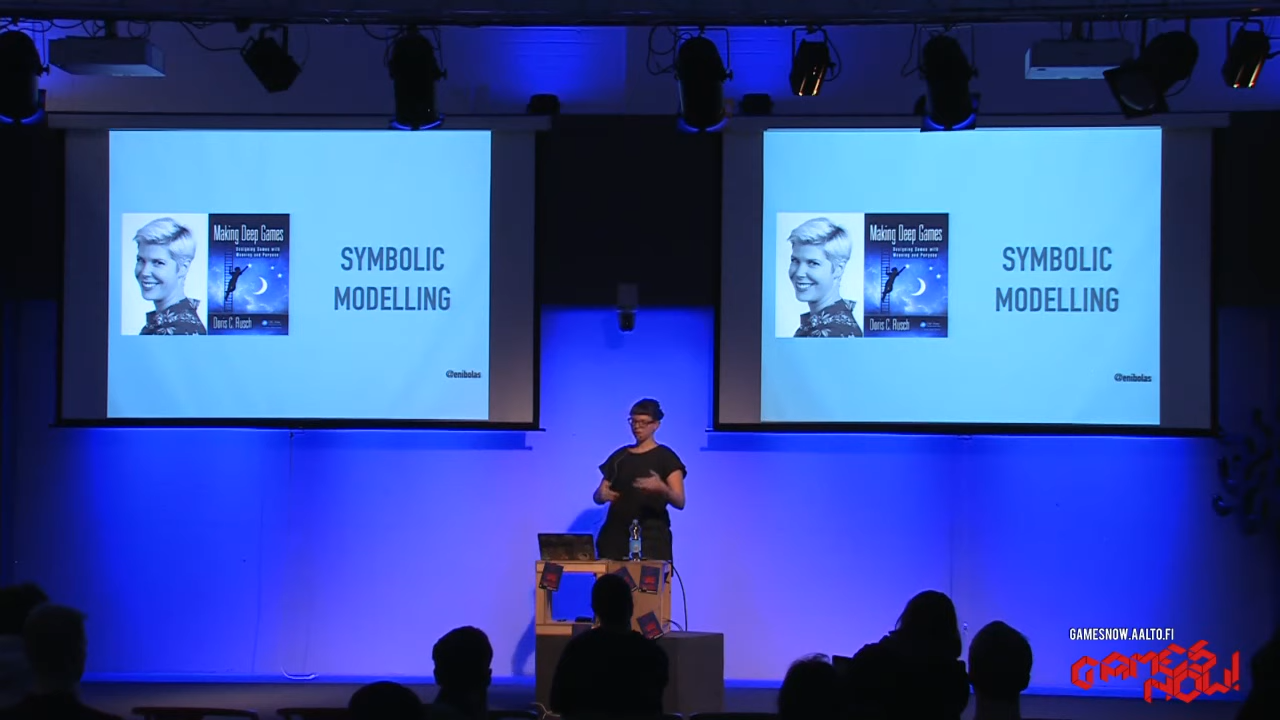 Making Deep Games
Designing Games with
Meaning and Purpose
Doris C. Rusch
SYMBOLIC
MODELLING
@enibolas
Making Deep Games
Designing Games with
Meaning and Purpose
Doris C. Rusch
SYMBOLIC
MODELLING
@enibolas
GAMESNOW.AALTO.FI
GAMES
NOW!